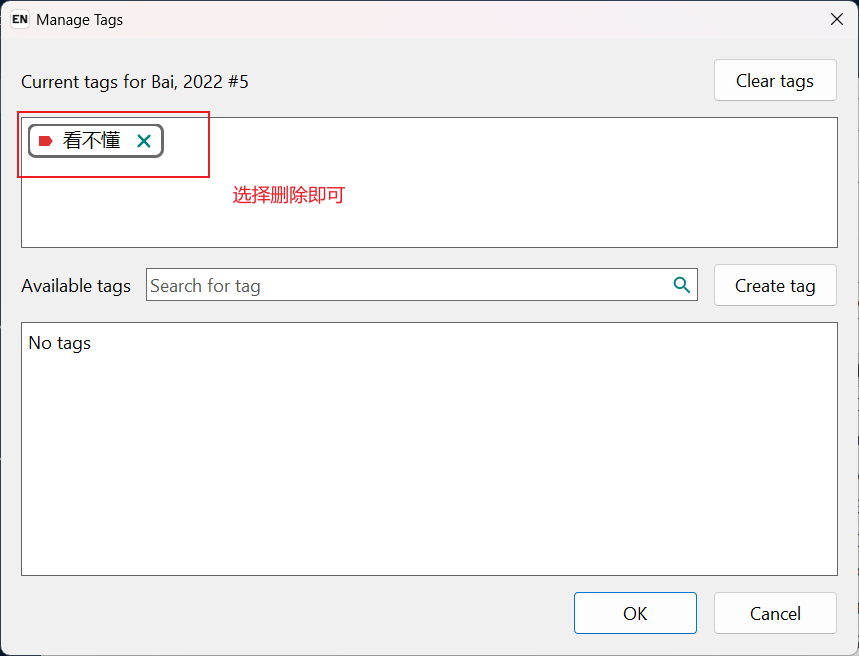 EN Manage Tags
Current tags for Bai, 2022 #5
Clear tags
看不懂
选择删除即可
Available tags
Search for tag
Create tag
No tags
OK
Cancel